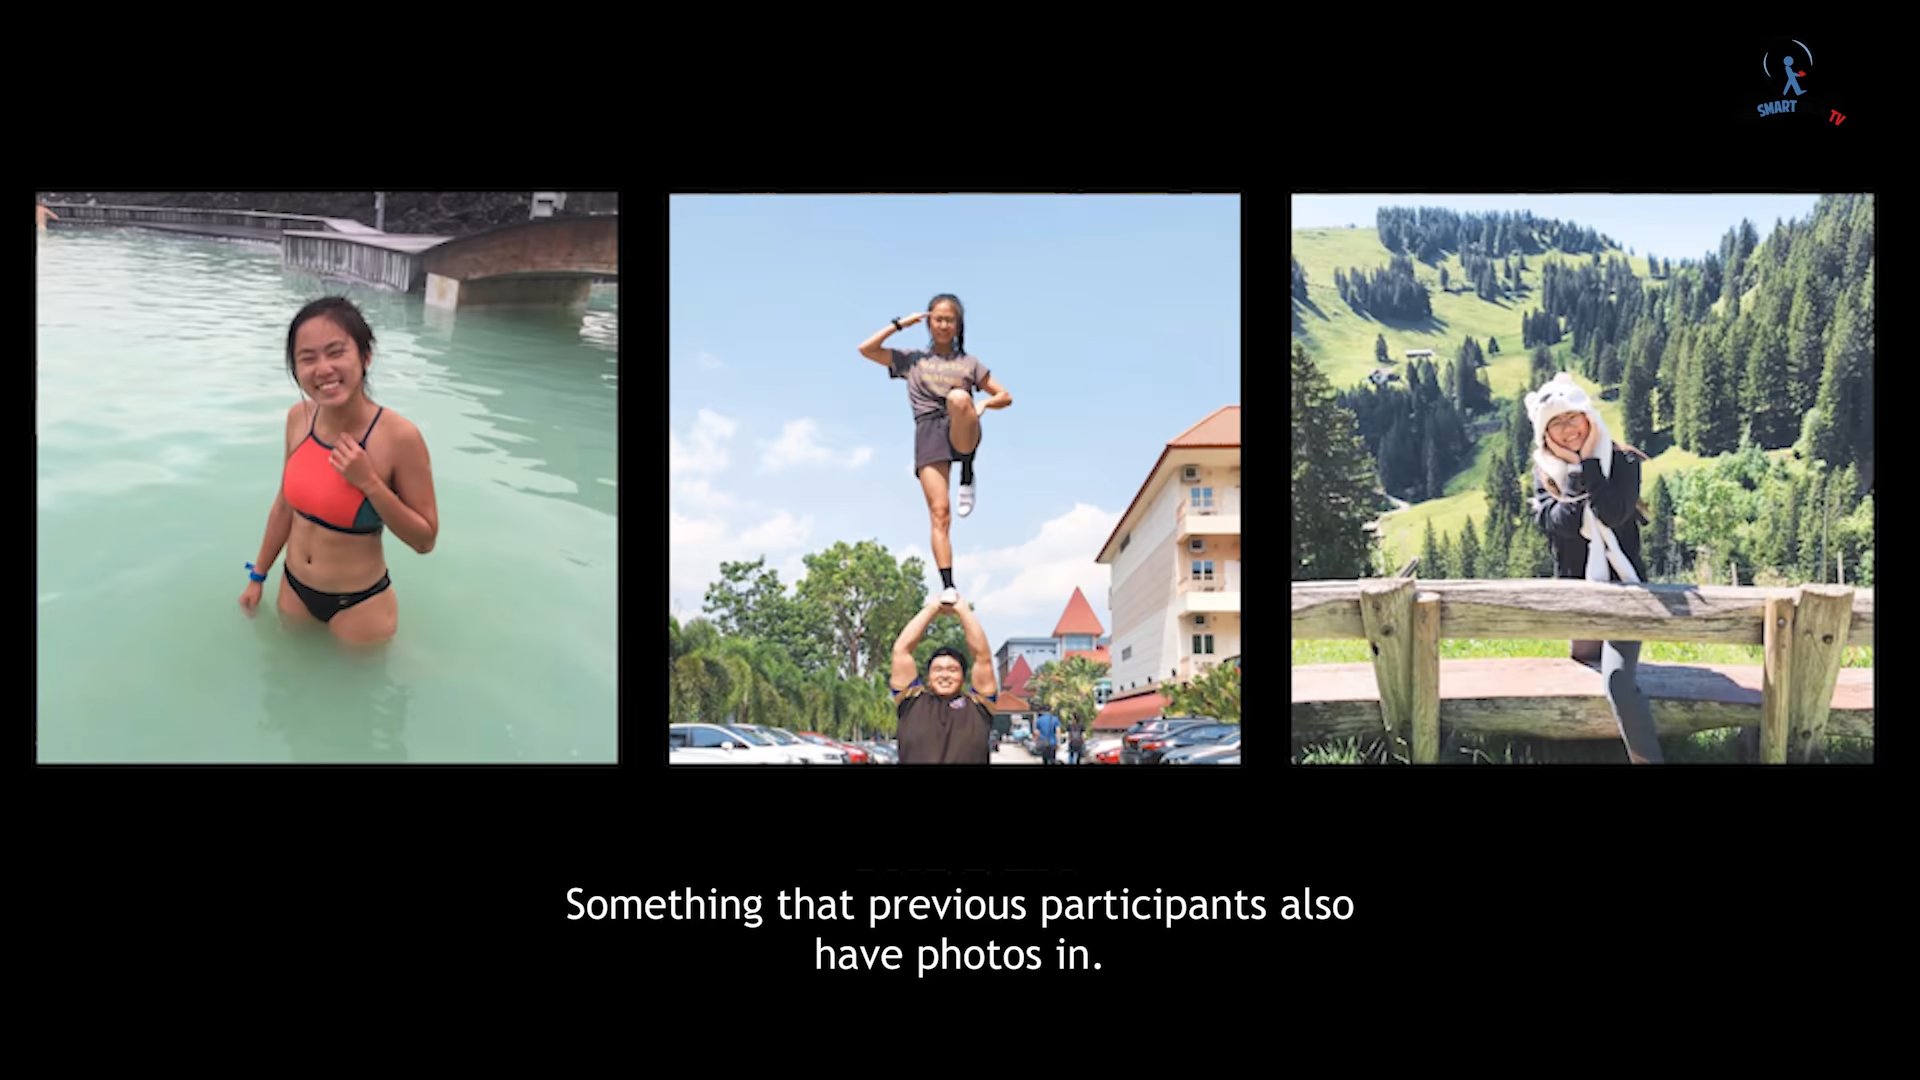 SMART
TV
Something that previous participants also
have photos in.